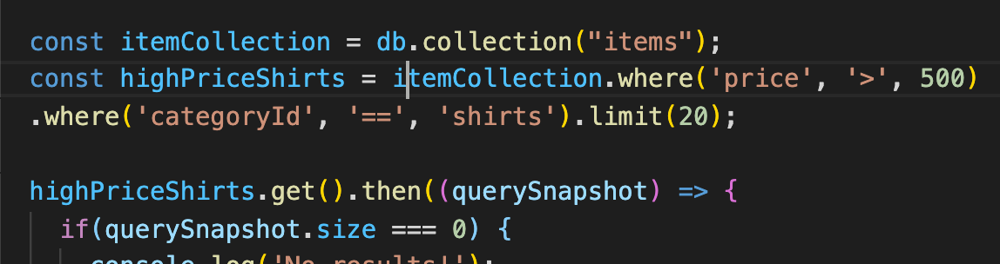 const itemCollection = db.collection("items");
const highPriceShirts = itemCollection.where('price', '>', 500)
.where('categoryId', '==', 'shirts').limit(20);
highPriceShirts.get().then((querySnapshot) => {
if(querySnapshot.size === 0) {
console.log('No results!');